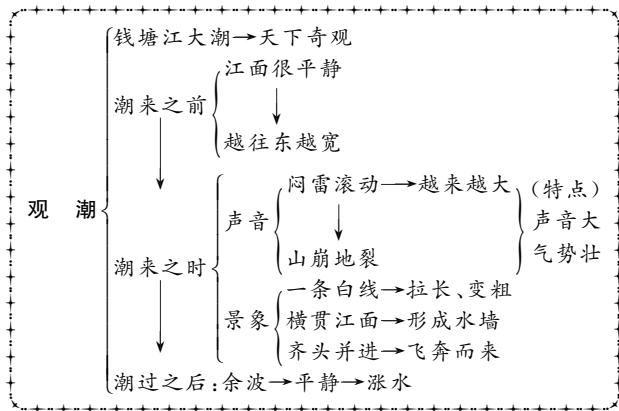 观 潮
钱塘江大潮→天下奇观
潮来之前
江面很平静
↓
越往东越宽
↓
潮来之时
声音
闷雷滚动→越来越大
↓
山崩地裂
(特点)
声音大
气势壮
景象
一条白线→拉长、变粗
横贯江面→形成水墙
齐头并进→飞奔而来
↓
潮过之后:余波→平静→涨水